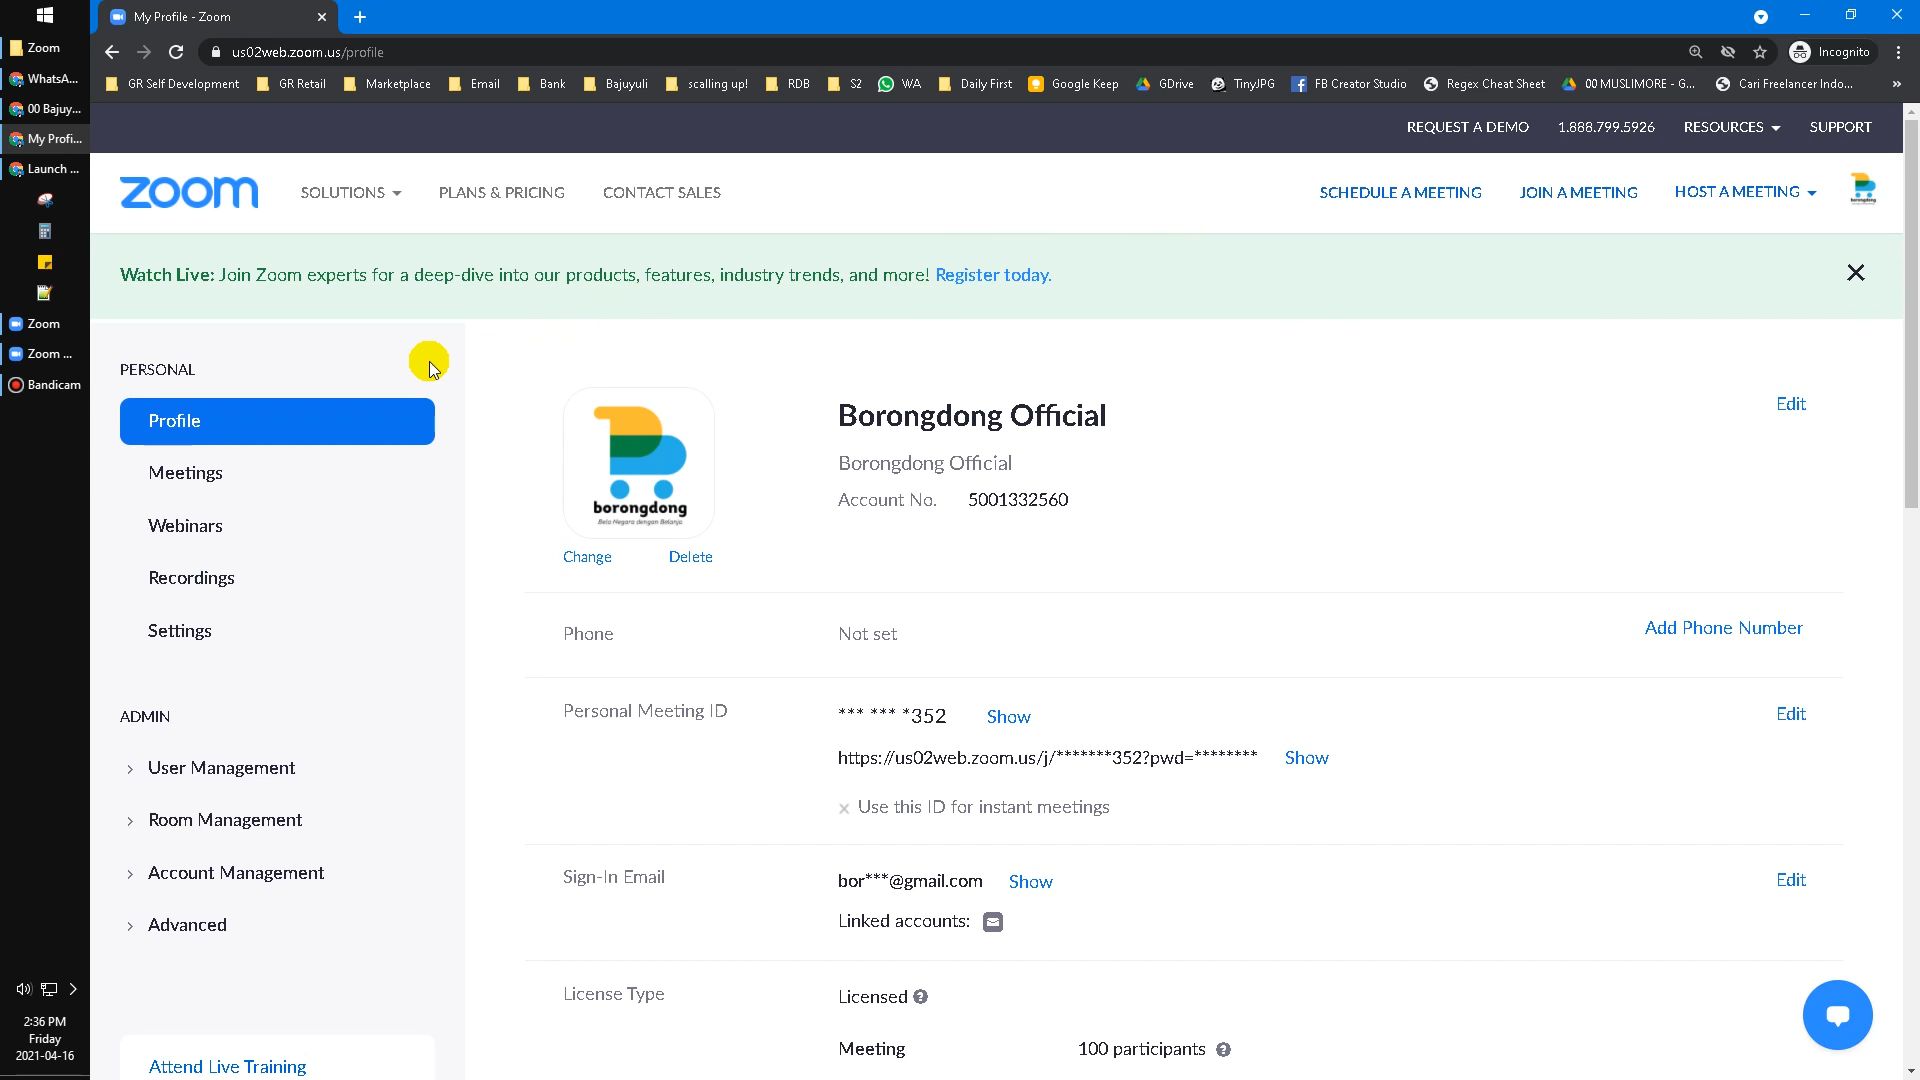 My Profile - Zoom
us02web.zoom.us/profile
Incognito
GR Self Development
GR Retail
Marketplace
Email
Bank
Bajuyuli
scalling up!
RDB
S2
WA
Daily First
Google Keep
GDrive
TinyJPG
FB Creator Studio
Regex Cheat Sheet
00 MUSLIMORE - G...
Cari Freelancer Indo...
»
Zoom
WhatsA...
00 Bajuy...
My Profi...
Launch ...
Zoom
Zoom ...
Bandicam
2:36 PM
Friday
2021-04-16
REQUEST A DEMO
1.888.799.5926
RESOURCES
SUPPORT
zoom
SOLUTIONS
PLANS & PRICING
CONTACT SALES
SCHEDULE A MEETING
JOIN A MEETING
HOST A MEETING
borongdong
Watch Live: Join Zoom experts for a deep-dive into our products, features, industry trends, and more! Register today.
PERSONAL
Profile
Meetings
Webinars
Recordings
Settings
ADMIN
User Management
Room Management
Account Management
Advanced
Attend Live Training
borongdong
Bela Negara dengan Belanja
Change
Delete
Borongdong Official
Borongdong Official
Account No. 5001332560
Edit
Phone
Not set
Add Phone Number
Personal Meeting ID
*** *** *352 Show
Edit
https://us02web.zoom.us/j/*******352?pwd=******** Show
× Use this ID for instant meetings
Sign-In Email
bor***@gmail.com Show
Edit
Linked accounts:
License Type
Licensed ?
Meeting
100 participants ?